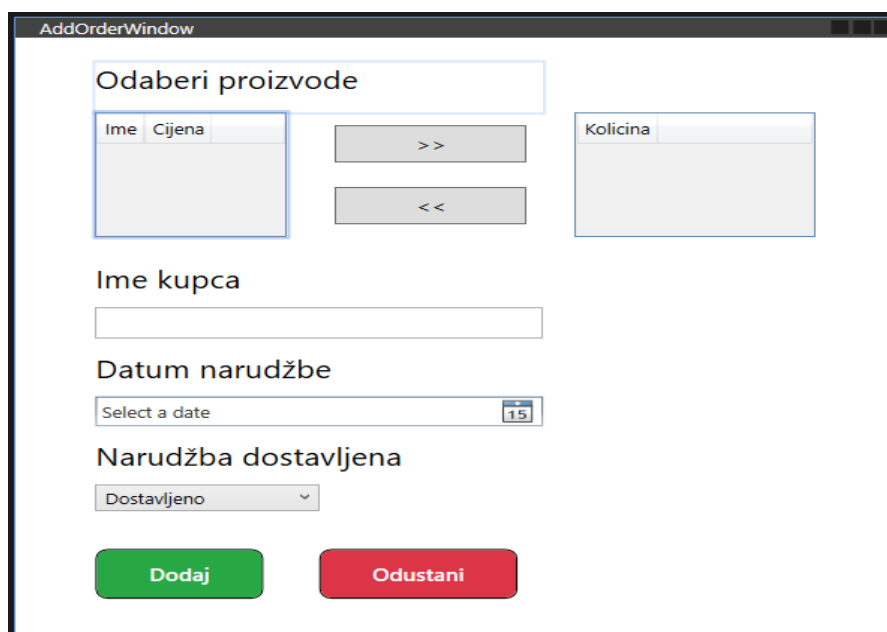 AddOrderWindow
Odaberi proizvode
Ime Cijena
>>
Kolicina
<<
Ime kupca
Datum narudžbe
Select a date 15
Narudžba dostavljena
Dostavljeno
Dodaj Odustani